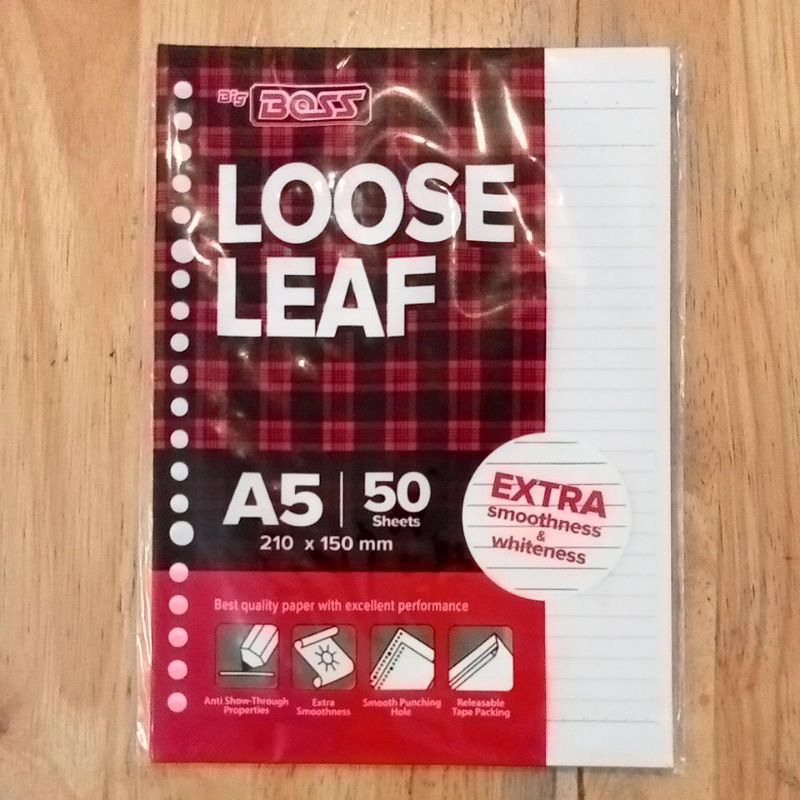 Big BOSS
LOOSE
LEAF
A5 | 50
Sheets
210 x 150 mm
EXTRA
smoothness
&
whiteness
Best quality paper with excellent performance
Anti Show-Through
Properties
Extra
Smoothness
Smooth Punching
Hole
Releasable
Tape Packing